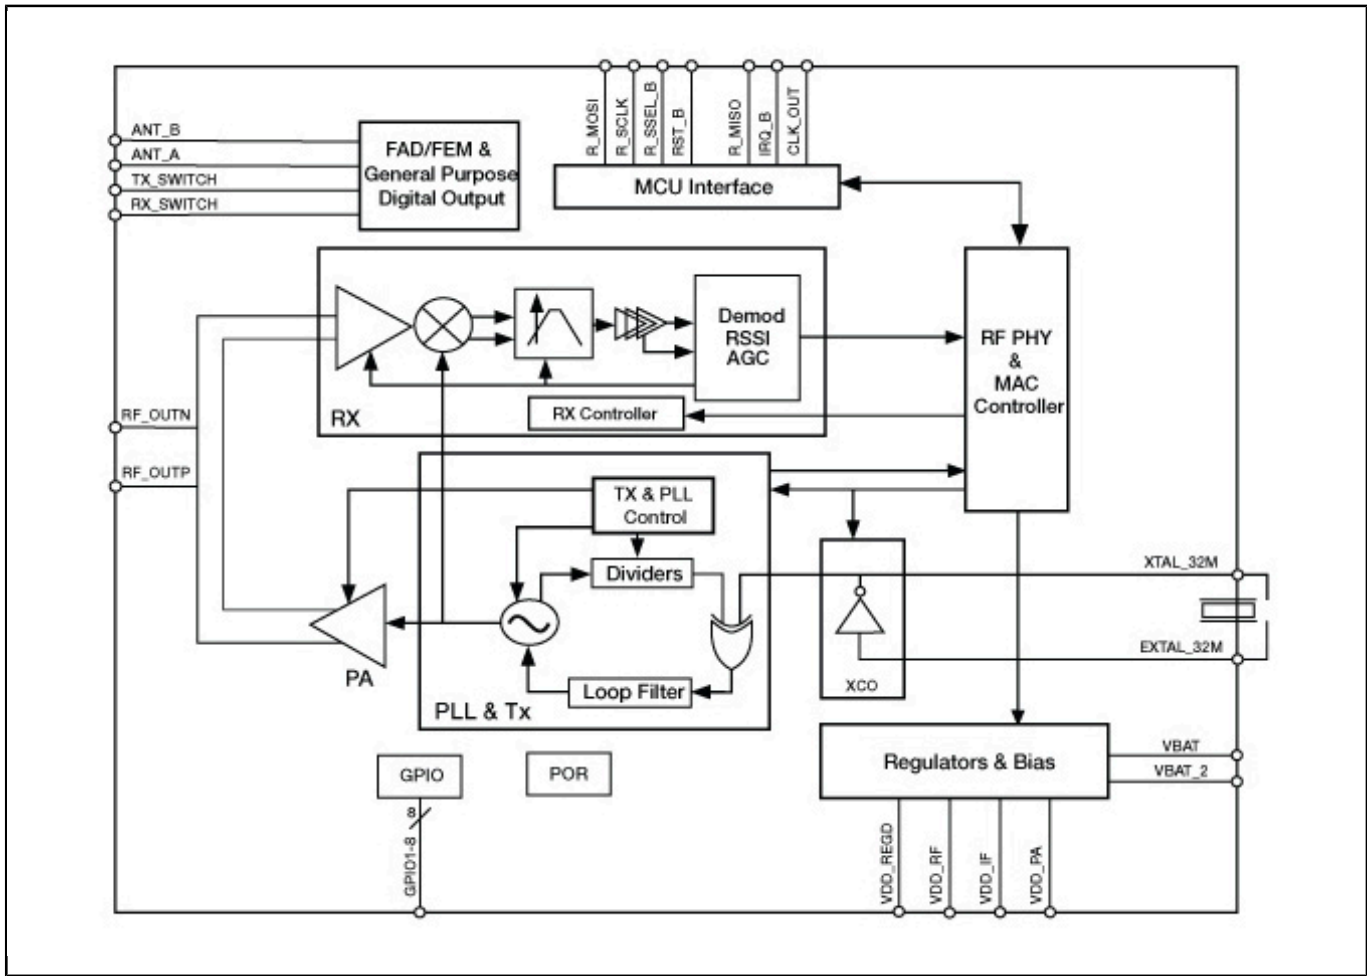 R_MOSI
R_SCLK
R_SSEL_B
RST_B
R_MISO
IRQ_B
CLK_OUT
ANT_B
ANT_A
TX_SWITCH
RX_SWITCH
FAD/FEM &
General Purpose
Digital Output
MCU Interface
Demod
RSSI
AGC
RX Controller
RX
RF PHY
&
MAC
Controller
RF_OUTN
RF_OUTP
TX & PLL
Control
Dividers
Loop Filter
PLL & Tx
PA
XCO
XTAL_32M
EXTAL_32M
Regulators & Bias
VBAT
VBAT_2
GPIO
POR
8
GPIO1-8
VDD_REGD
VDD_RF
VDD_IF
VDD_PA